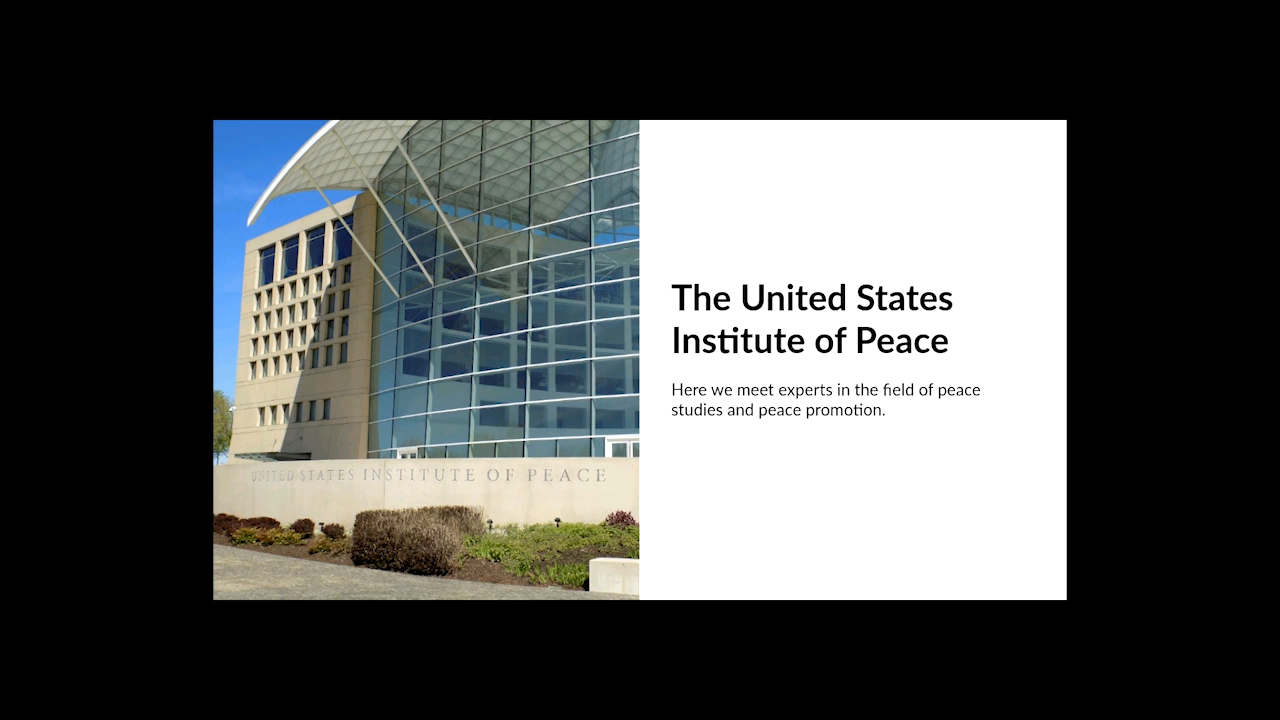 UNITED STATES INSTITUTE OF PEACE
The United States
Institute of Peace
Here we meet experts in the field of peace
studies and peace promotion.